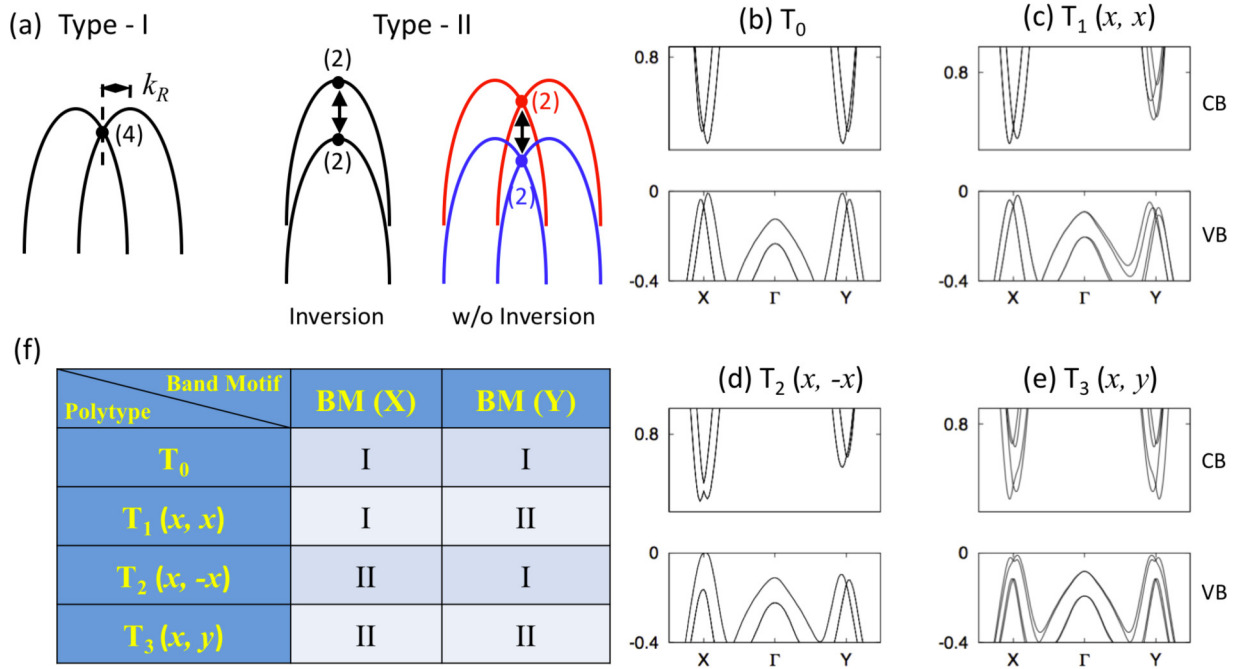 (a) Type - I
Type - II
k_R
(4)
(2)
(2)
(2)
(2)
Inversion
w/o Inversion
(b) T₀
0.8
0
-0.4
X Γ Y
(c) T₁ (x, x)
0.8
CB
0
VB
-0.4
X Γ Y
(f)
Band Motif
Polytype
BM (X) BM (Y)
T₀ I I
T₁ (x, x) I II
T₂ (x, -x) II I
T₃ (x, y) II II
(d) T₂ (x, -x)
0.8
0
-0.4
X Γ Y
(e) T₃ (x, y)
0.8
CB
0
VB
-0.4
X Γ Y